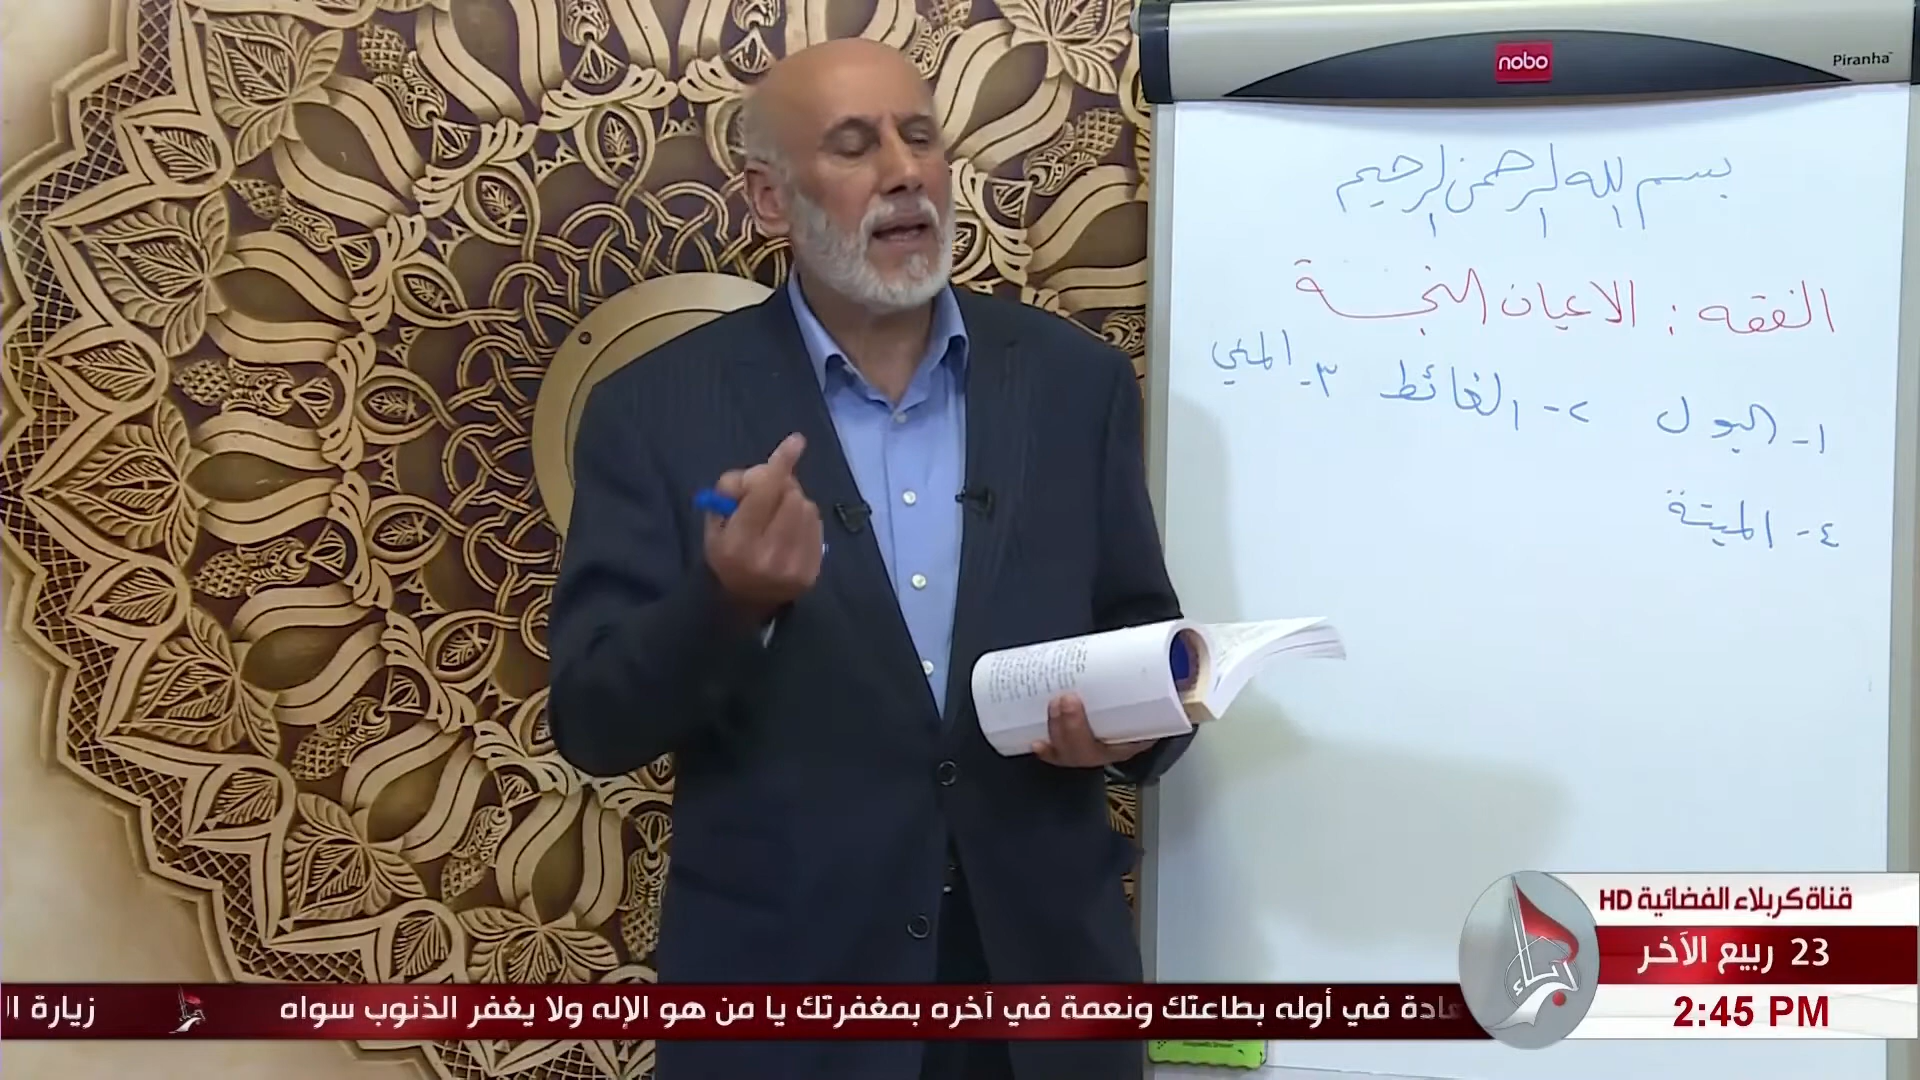 nobo
Piranha
بسم الله الرحمن الرحيم
الفقه : الاعيان النجسة
١- البول ٢- الغائط ٣- المني
٤- الميتة
قناة كربلاء الفضائية HD
23 ربيع الآخر
2:45 PM
في أوله بطاعتك ونعمة في آخره بمغفرتك يا من هو الإله ولا يغفر الذنوب سواه
زيارة